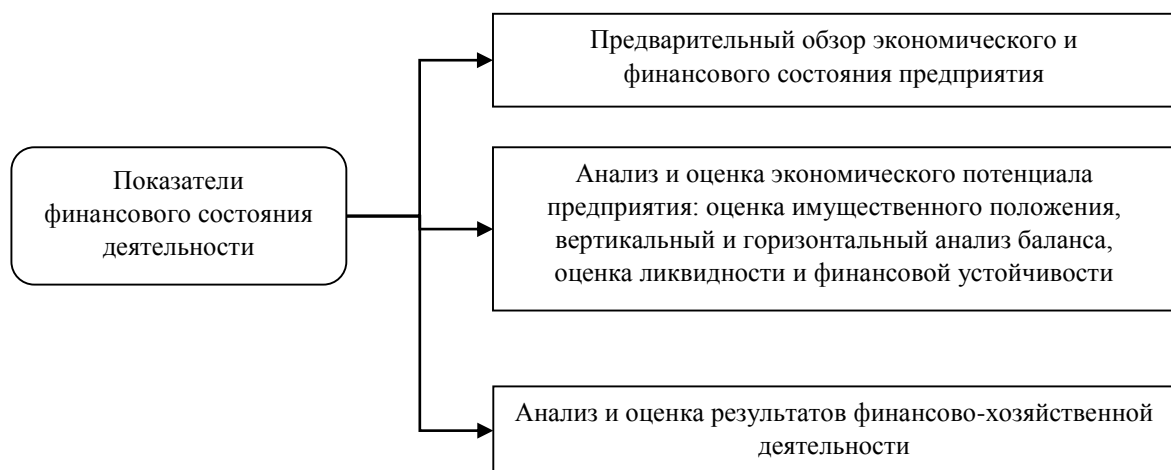 Предварительный обзор экономического и
финансового состояния предприятия
Показатели
финансового состояния
деятельности
Анализ и оценка экономического потенциала
предприятия: оценка имущественного положения,
вертикальный и горизонтальный анализ баланса,
оценка ликвидности и финансовой устойчивости
Анализ и оценка результатов финансово-хозяйственной
деятельности